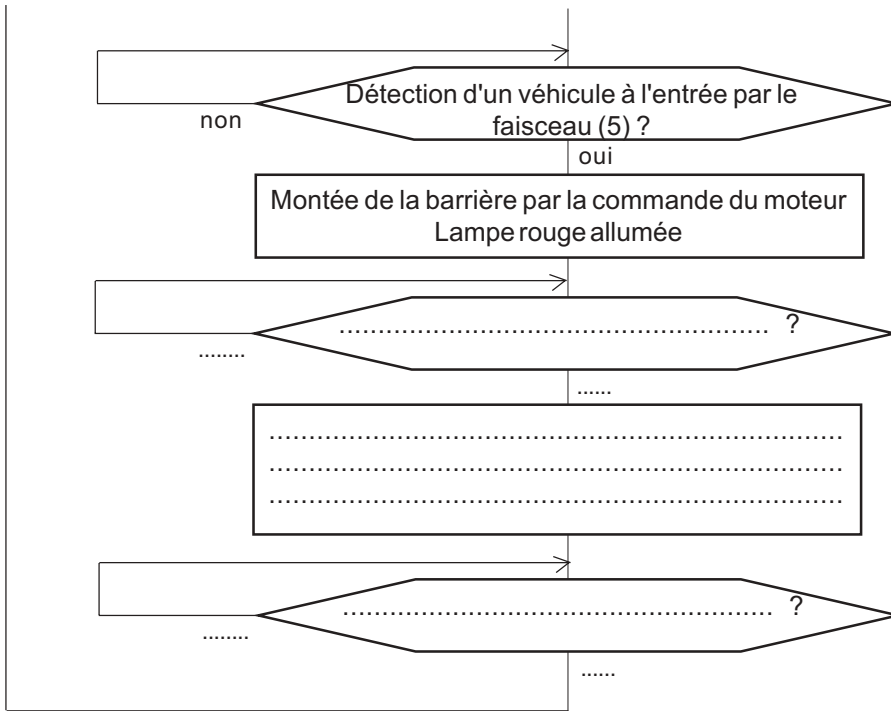 Détection d'un véhicule à l'entrée par le
faisceau (5) ?
non
oui
Montée de la barrière par la commande du moteur
Lampe rouge allumée
...................................................... ?
........
......
........................................................................
........................................................................
........................................................................
...................................................... ?
........
......